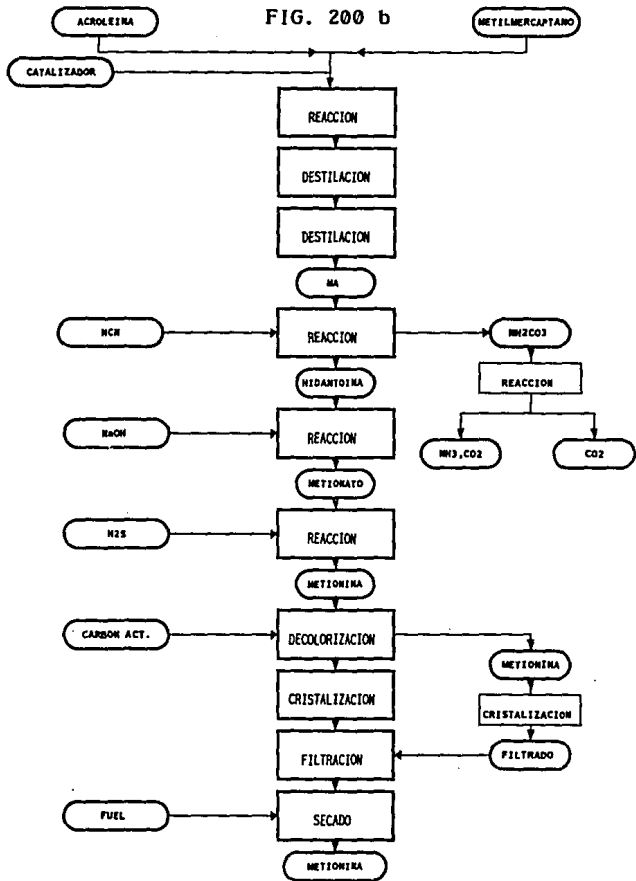 FIG. 200 b
ACROLEINA
METILMERCAPTANO
CATALIZADOR
REACCION
DESTILACION
DESTILACION
MA
HCN
REACCION
NH2CO3
HIDANTOINA
REACCION
NaOH
REACCION
NH3,CO2
CO2
METIONATO
H2S
REACCION
METIONINA
CARBON ACT.
DECOLORIZACION
METIONINA
CRISTALIZACION
CRISTALIZACION
FILTRACION
FILTRADO
FUEL
SECADO
METIONINA